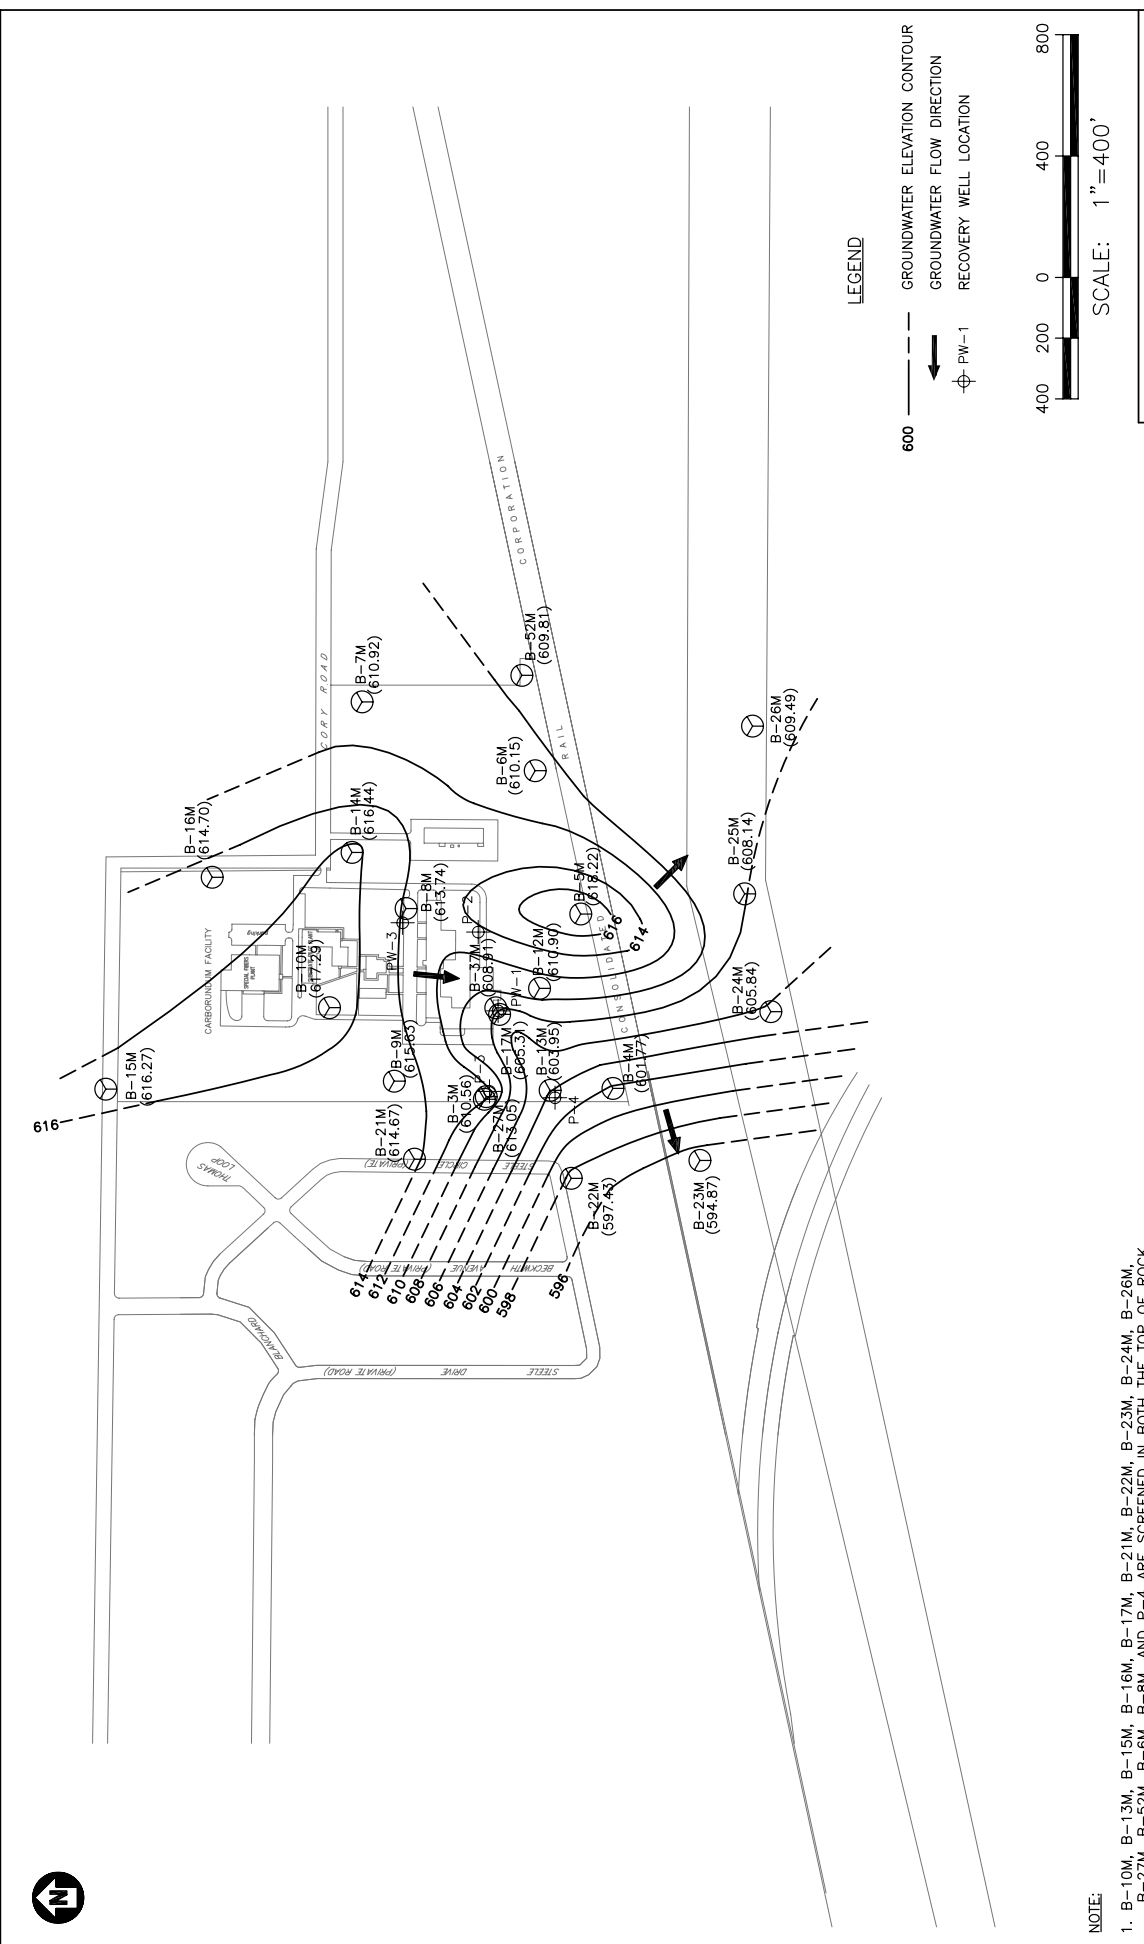 N
CARBORUNDUM FACILITY
SPECIAL FIBERS
PLANT
parking
CORY ROAD
THOMAS
LOOP
BLANCHARD
STEELE CIRCLE (PRIVATE)
BECKWITH AVENUE (PRIVATE ROAD)
STEELE DRIVE (PRIVATE ROAD)
CONSOLIDATED RAIL CORPORATION
616
B-15M
(616.27)
B-16M
(614.70)
B-14M
(616.44)
B-7M
(610.92)
B-10M
(617.29)
B-9M
(615.63)
B-8M
(613.74)
PW-3
P-2
B-21M
(614.67)
B-3M
(610.56)
P-3
B-37M
(608.91)
PW-1
B-17M
(605.31)
B-27M
(613.05)
B-12M
(610.90)
B-13M
(603.95)
P-4
B-4M
(601.77)
B-5M
(618.22)
616
614
B-6M
(610.15)
B-52M
(609.81)
B-22M
(597.43)
B-23M
(594.87)
B-24M
(605.84)
B-25M
(608.14)
B-26M
(609.49)
614
612
610
608
606
604
602
600
598
596
LEGEND
600 GROUNDWATER ELEVATION CONTOUR
GROUNDWATER FLOW DIRECTION
PW-1 RECOVERY WELL LOCATION
400 200 0 400 800
SCALE: 1"=400'
NOTE:
1. B-10M, B-13M, B-15M, B-16M, B-17M, B-21M, B-22M, B-23M, B-24M, B-26M,
B-27M, B-52M, B-6M, B-8M, AND P-4 ARE SCREENED IN BOTH THE TOP OF ROCK